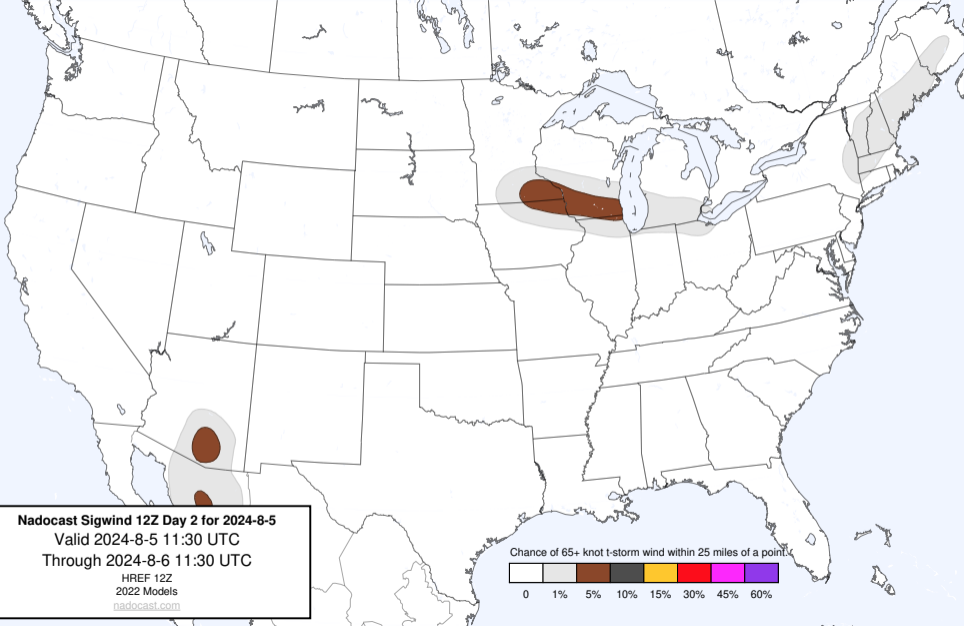 Nadocast Sigwind 12Z Day 2 for 2024-8-5
Valid 2024-8-5 11:30 UTC
Through 2024-8-6 11:30 UTC
HREF 12Z
2022 Models
nadocast.com
Chance of 65+ knot t-storm wind within 25 miles of a point.
0 1% 5% 10% 15% 30% 45% 60%